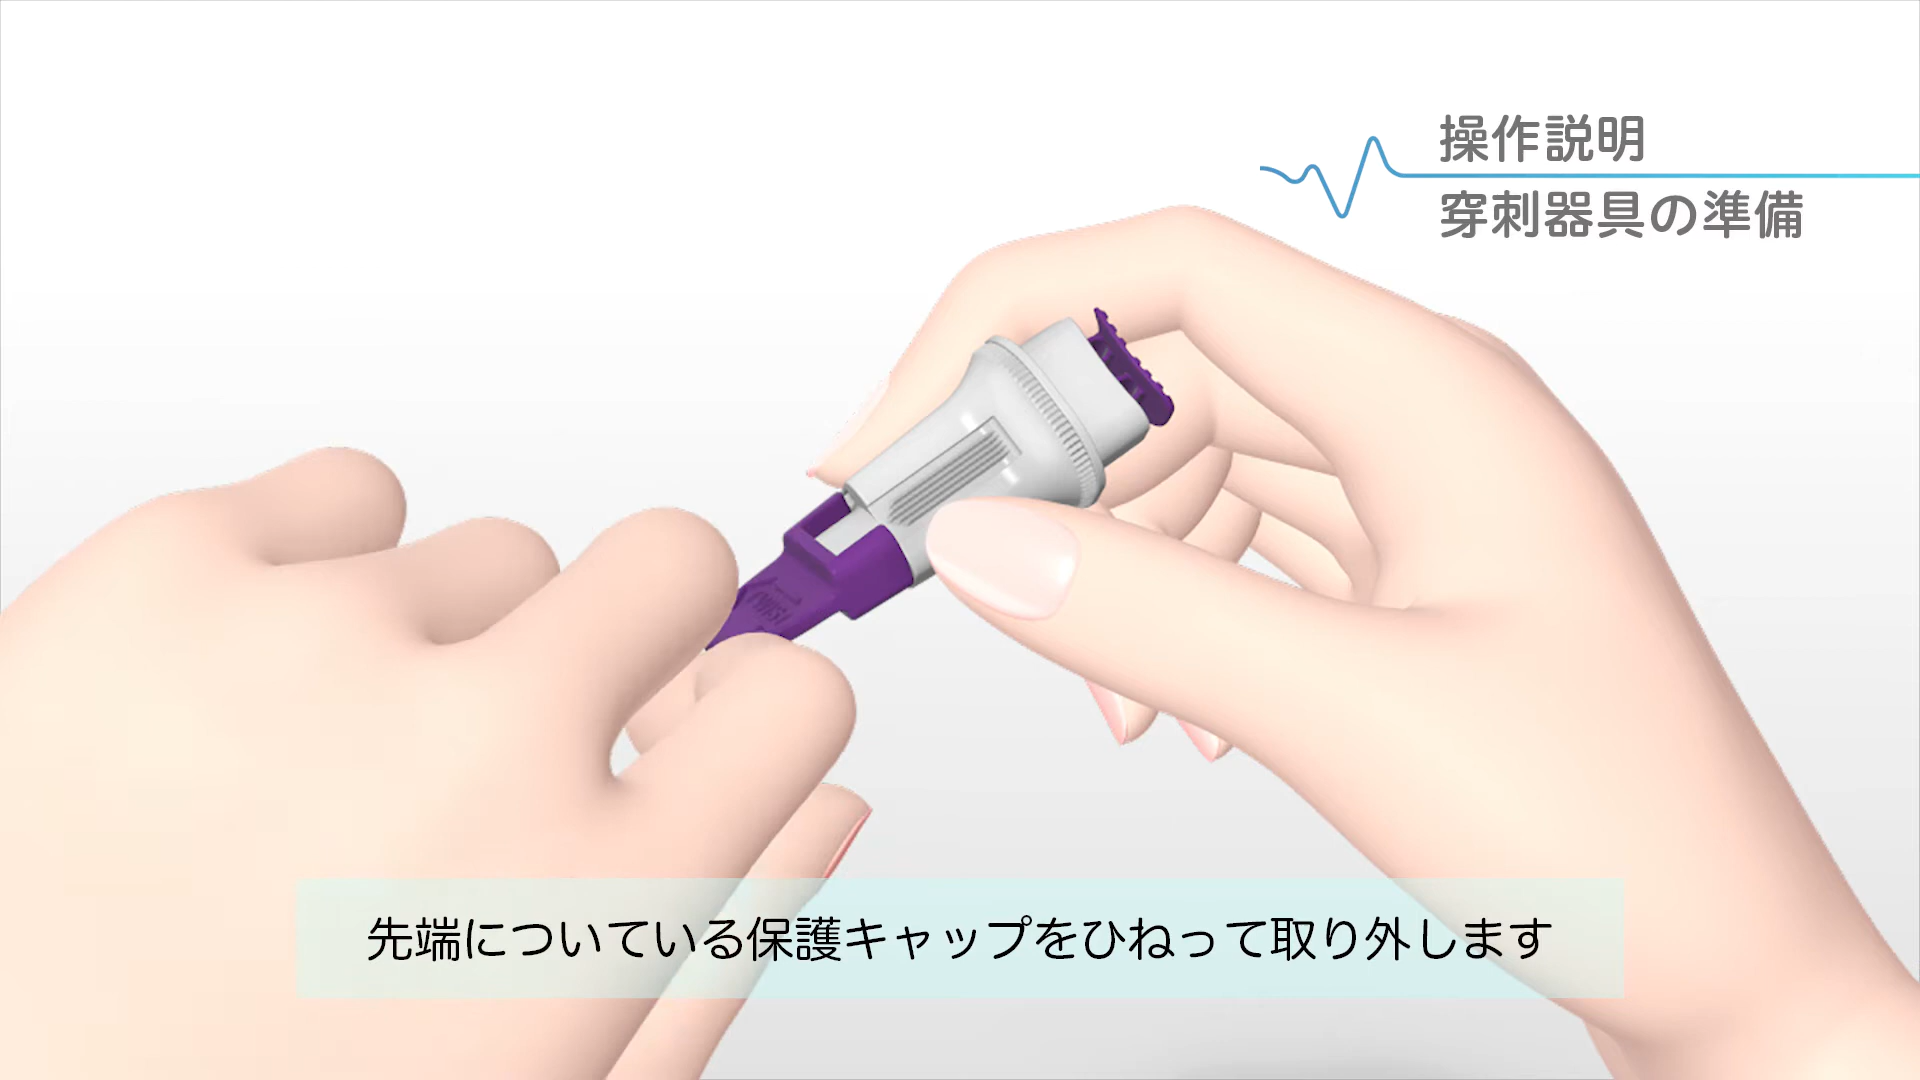 操作説明
穿刺器具の準備
TWIST
先端についている保護キャップをひねって取り外します